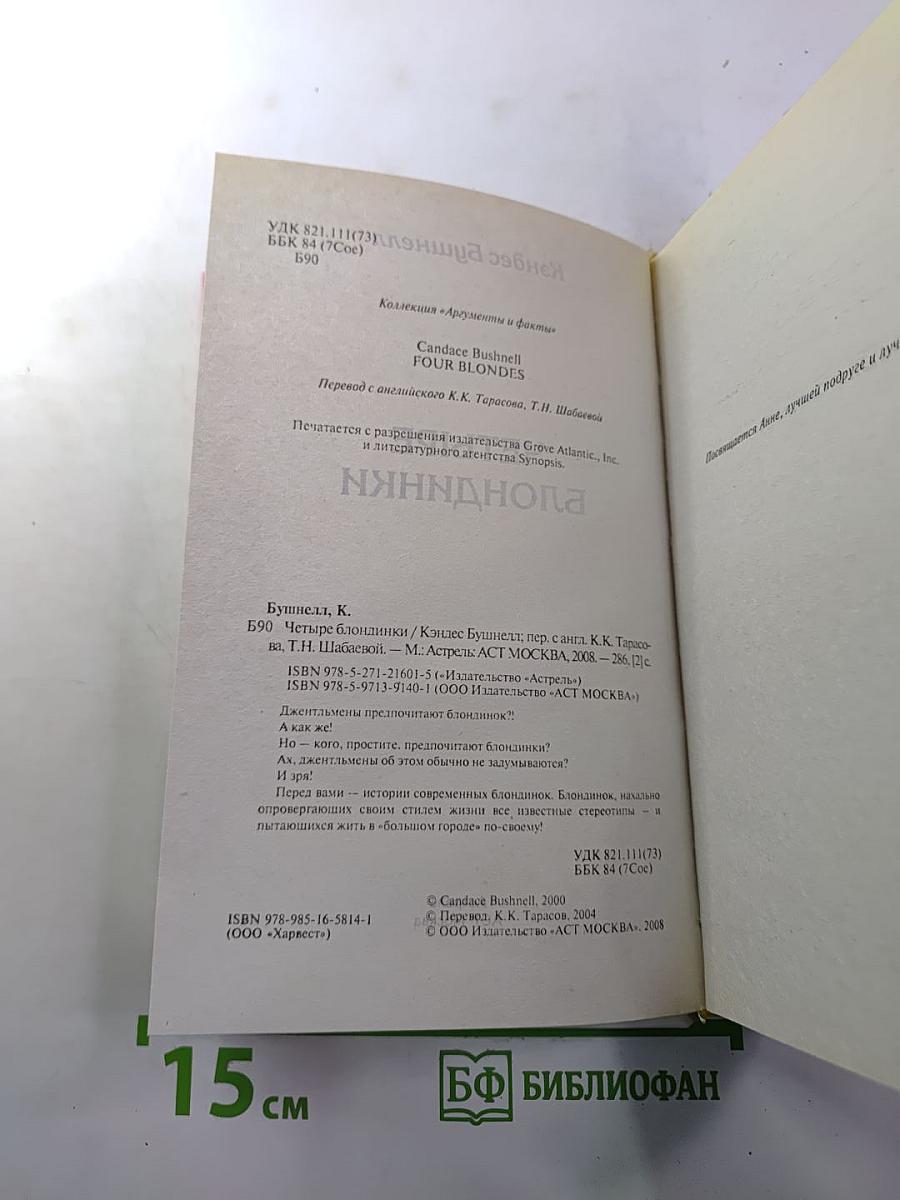 УДК 821.111(73)
ББК 84 (7Сое)
Б90
Кэндес Бушнелл
Коллекция «Аргументы и факты»
Candace Bushnell
FOUR BLONDES
Перевод с английского К.К. Тарасова, Т.Н. Шабаевой
Печатается с разрешения издательства Grove Atlantic., Inc.
и литературного агентства Synopsis.
БЛОНДИНКИ
Бушнелл, К.
Б90 Четыре блондинки / Кэндес Бушнелл; пер. с англ. К.К. Тарасо-
ва, Т.Н. Шабаевой. — М.: Астрель: АСТ МОСКВА, 2008. — 286, [2] с.
ISBN 978-5-271-21601-5 («Издательство «Астрель»)
ISBN 978-5-9713-9140-1 (ООО Издательство «АСТ МОСКВА»)
Джентльмены предпочитают блондинок?!
А как же!
Но — кого, простите, предпочитают блондинки?
Ах, джентльмены об этом обычно не задумываются?
И зря!
Перед вами — истории современных блондинок. Блондинок, нахально
опровергающих своим стилем жизни все известные стереотипы — и
пытающихся жить в «большом городе» по-своему!
УДК 821.111(73)
ББК 84 (7Сое)
© Candace Bushnell, 2000
© Перевод. К.К. Тарасов, 2004
© ООО Издательство «АСТ МОСКВА», 2008
ISBN 978-985-16-5814-1
(ООО «Харвест»)
Посвящается Анне, лучшей подруге и
15 см
БФ БИБЛИОФАН